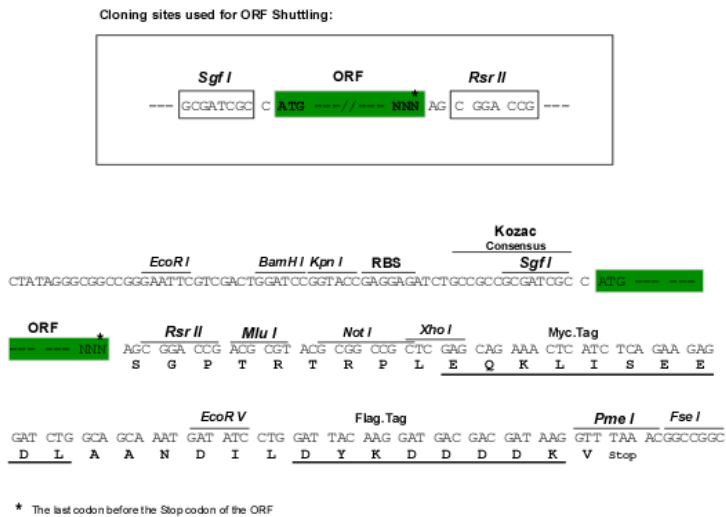 Cloning sites used for ORF Shuttling:
Sgf I ORF Rsr II
*
--- GCGATCGC C ATG ---//--- NNN AG C GGA CCG ---
Kozac
Consensus
EcoR I BamH I Kpn I RBS Sgf I
CTATAGGGCGGCCGGGAATTCGTCGACTGGATCCGGTACCGAGGAGATCTGCCGCCGCGATCGC C ATG --- ---
ORF * Rsr II Mlu I Not I Xho I Myc.Tag
--- --- NNN AGC GGA CCG ACG CGT ACG CGG CCG CTC GAG CAG AAA CTC ATC TCA GAA GAG
S G P T R T R P L E Q K L I S E E
EcoR V Flag.Tag Pme I Fse I
GAT CTG GCA GCA AAT GAT ATC CTG GAT TAC AAG GAT GAC GAC GAT AAG GTT TAA ACGGCCGGC
D L A A N D I L D Y K D D D D K V Stop
* The last codon before the Stop codon of the ORF